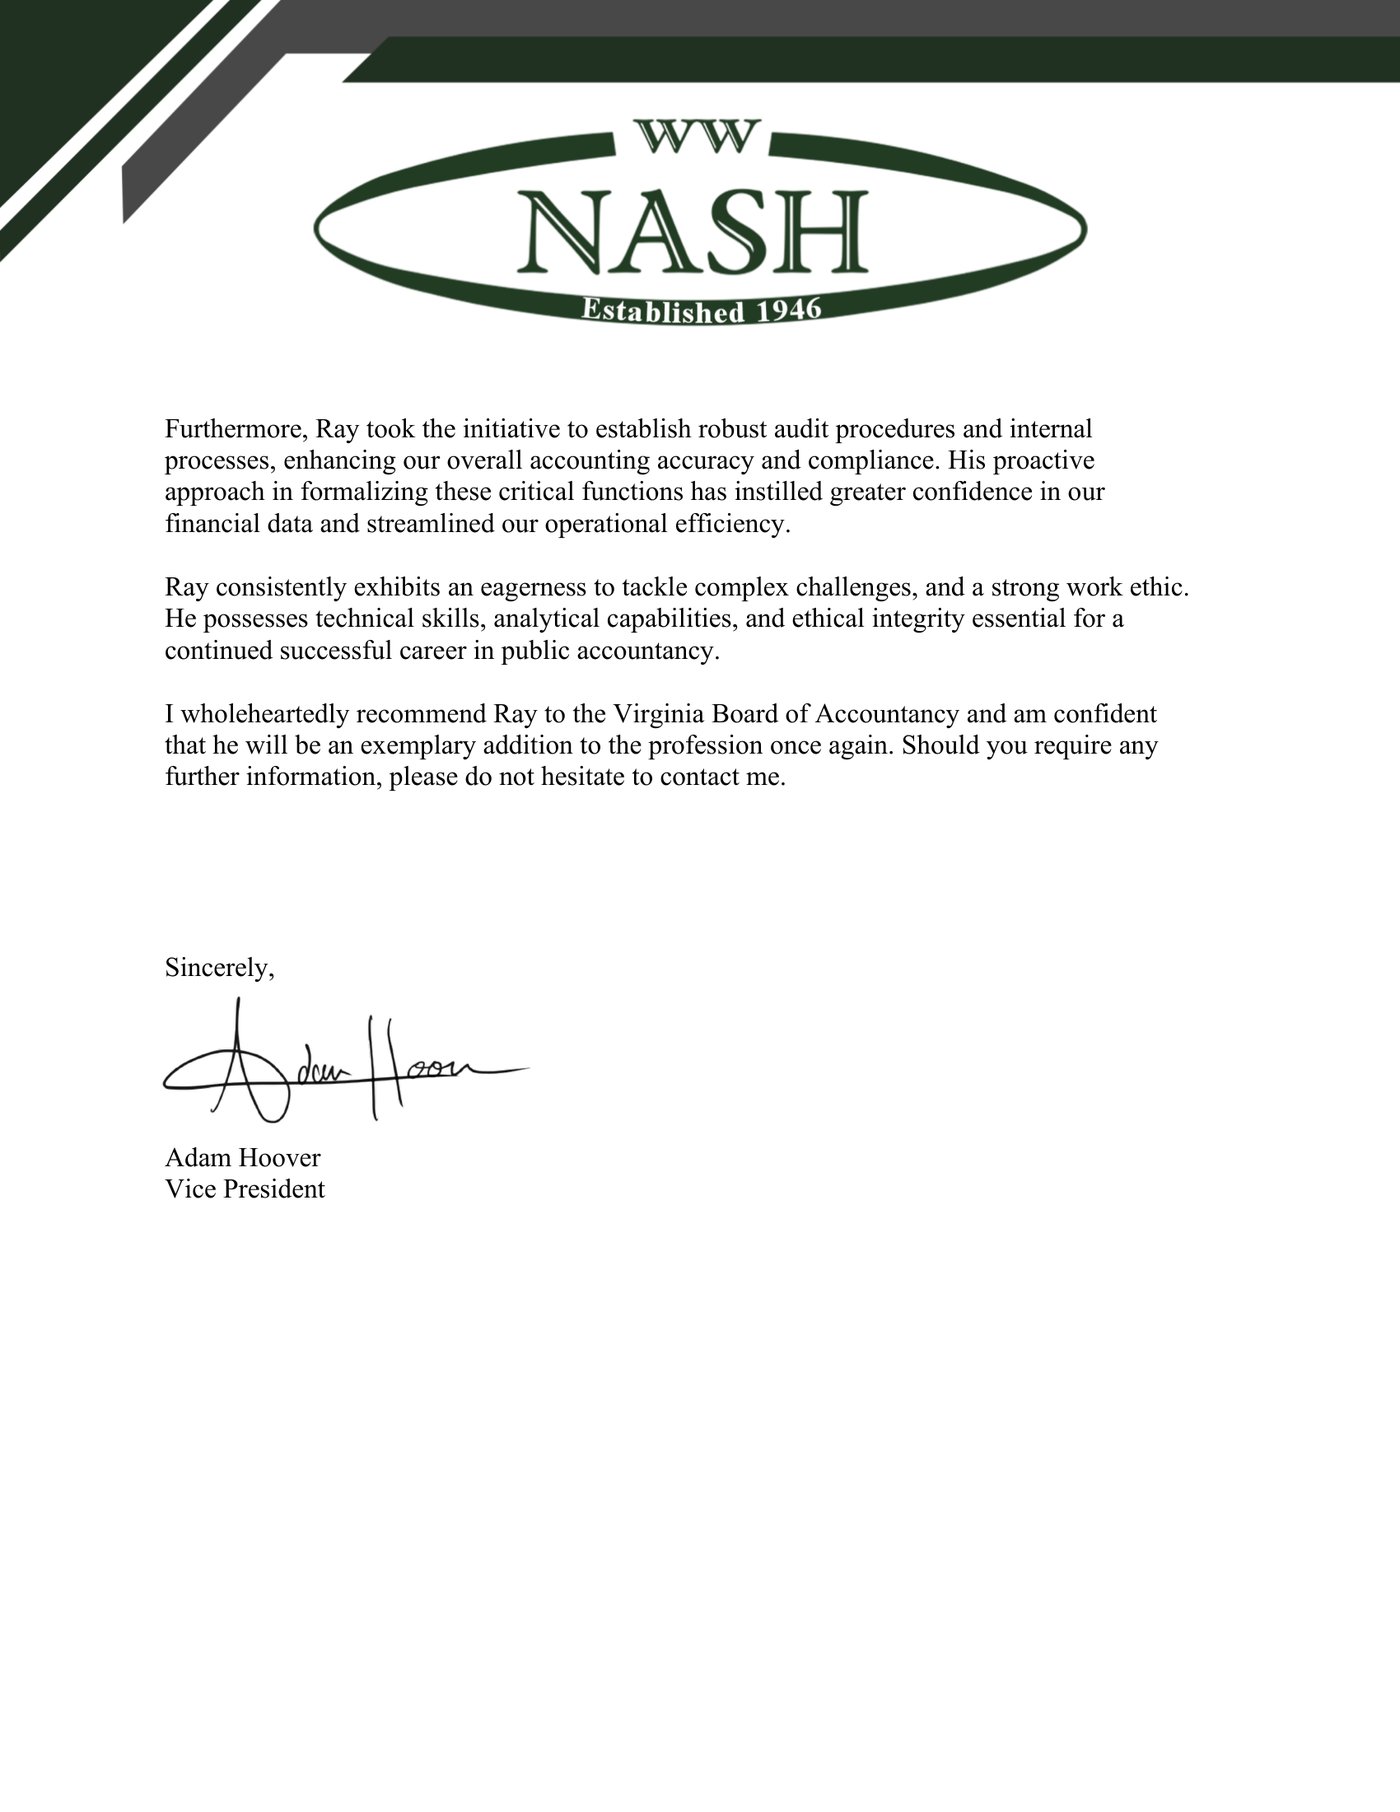 WW
NASH
Established 1946
Furthermore, Ray took the initiative to establish robust audit procedures and internal
processes, enhancing our overall accounting accuracy and compliance. His proactive
approach in formalizing these critical functions has instilled greater confidence in our
financial data and streamlined our operational efficiency.
Ray consistently exhibits an eagerness to tackle complex challenges, and a strong work ethic.
He possesses technical skills, analytical capabilities, and ethical integrity essential for a
continued successful career in public accountancy.
I wholeheartedly recommend Ray to the Virginia Board of Accountancy and am confident
that he will be an exemplary addition to the profession once again. Should you require any
further information, please do not hesitate to contact me.
Sincerely,
Adam Hoover
Adam Hoover
Vice President